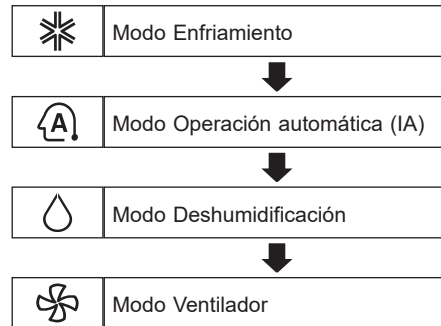 Modo Enfriamiento
A
Modo Operación automática (IA)
Modo Deshumidificación
Modo Ventilador